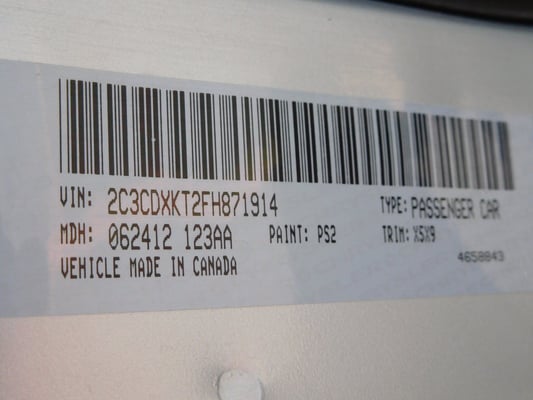 VIN: 2C3CDXKT2FH871914 TYPE: PASSENGER CAR
MDH: 062412 123AA PAINT: PS2 TRIM: X5X9
VEHICLE MADE IN CANADA 4658843